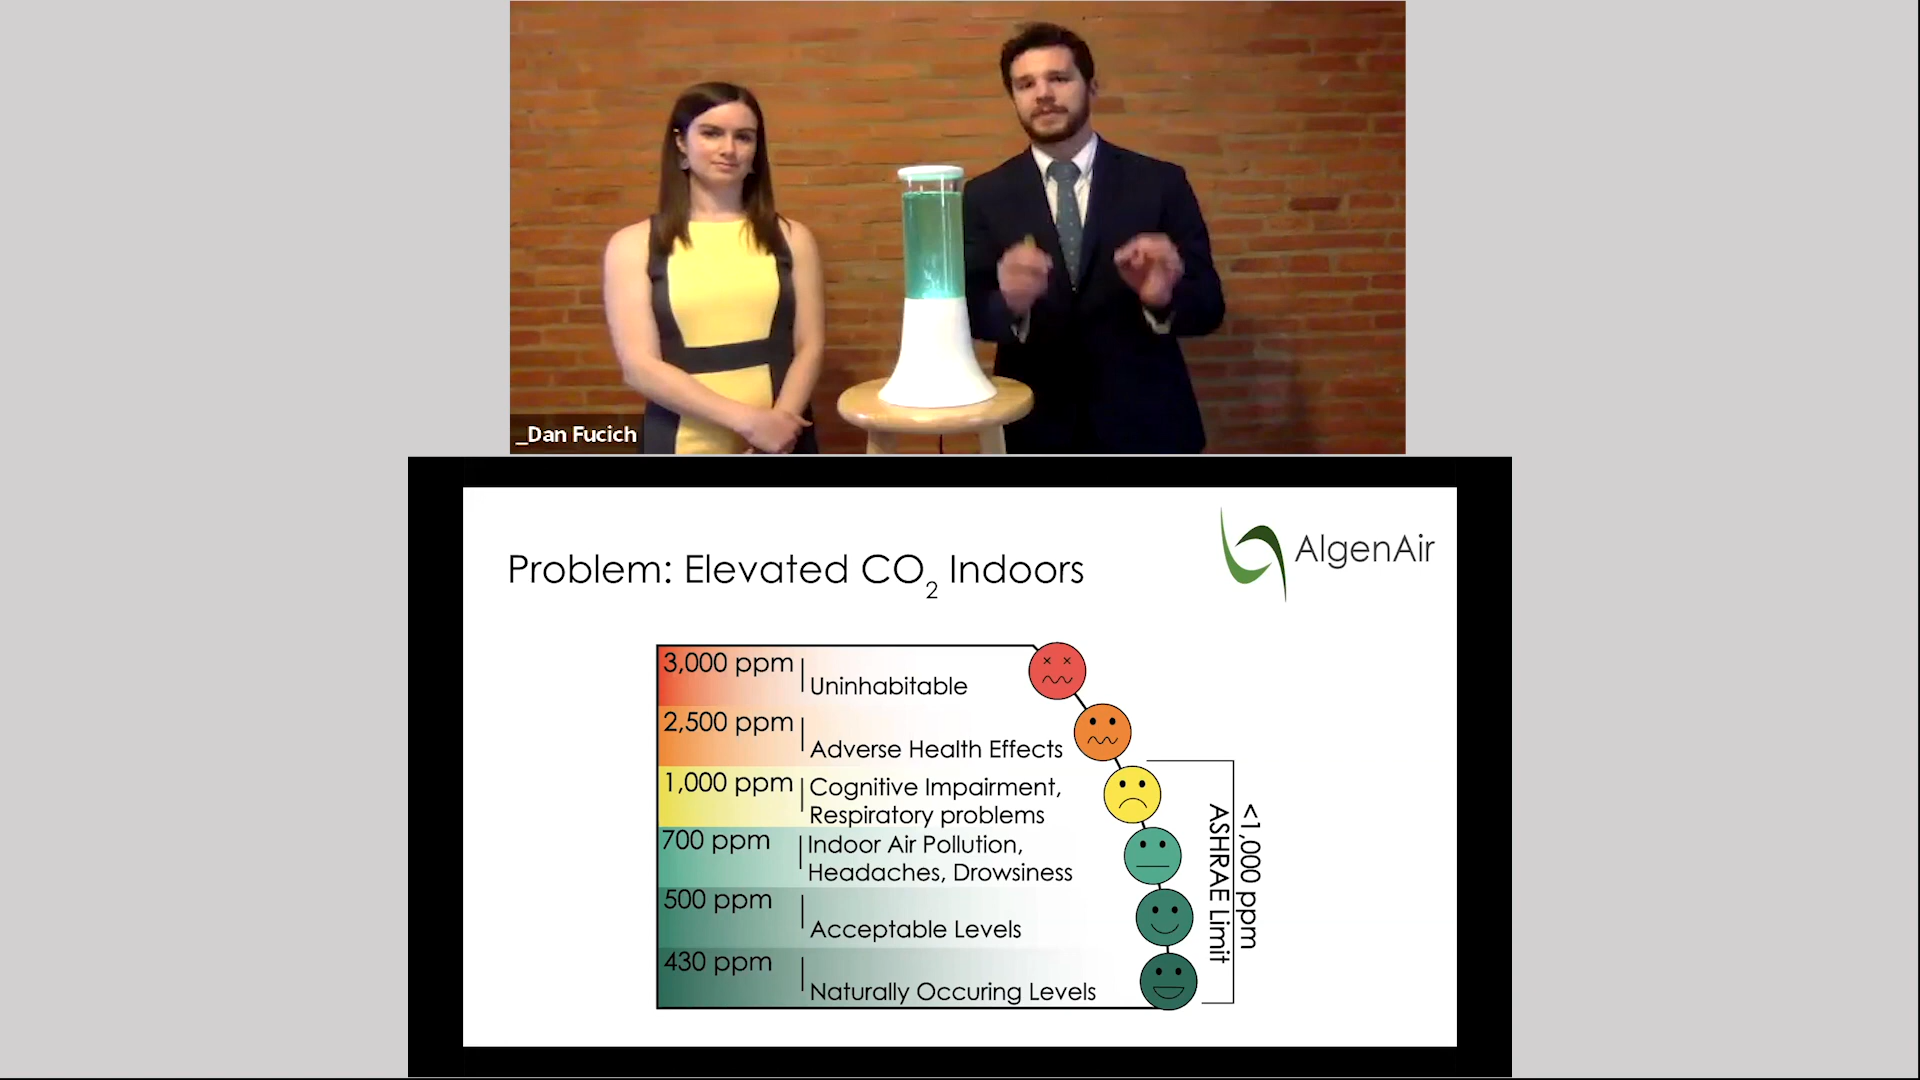 _Dan Fucich
AlgenAir
Problem: Elevated CO2 Indoors
3,000 ppm
Uninhabitable
2,500 ppm
Adverse Health Effects
1,000 ppm
Cognitive Impairment,
Respiratory problems
700 ppm
Indoor Air Pollution,
Headaches, Drowsiness
500 ppm
Acceptable Levels
430 ppm
Naturally Occuring Levels
<1,000 ppm
ASHRAE Limit